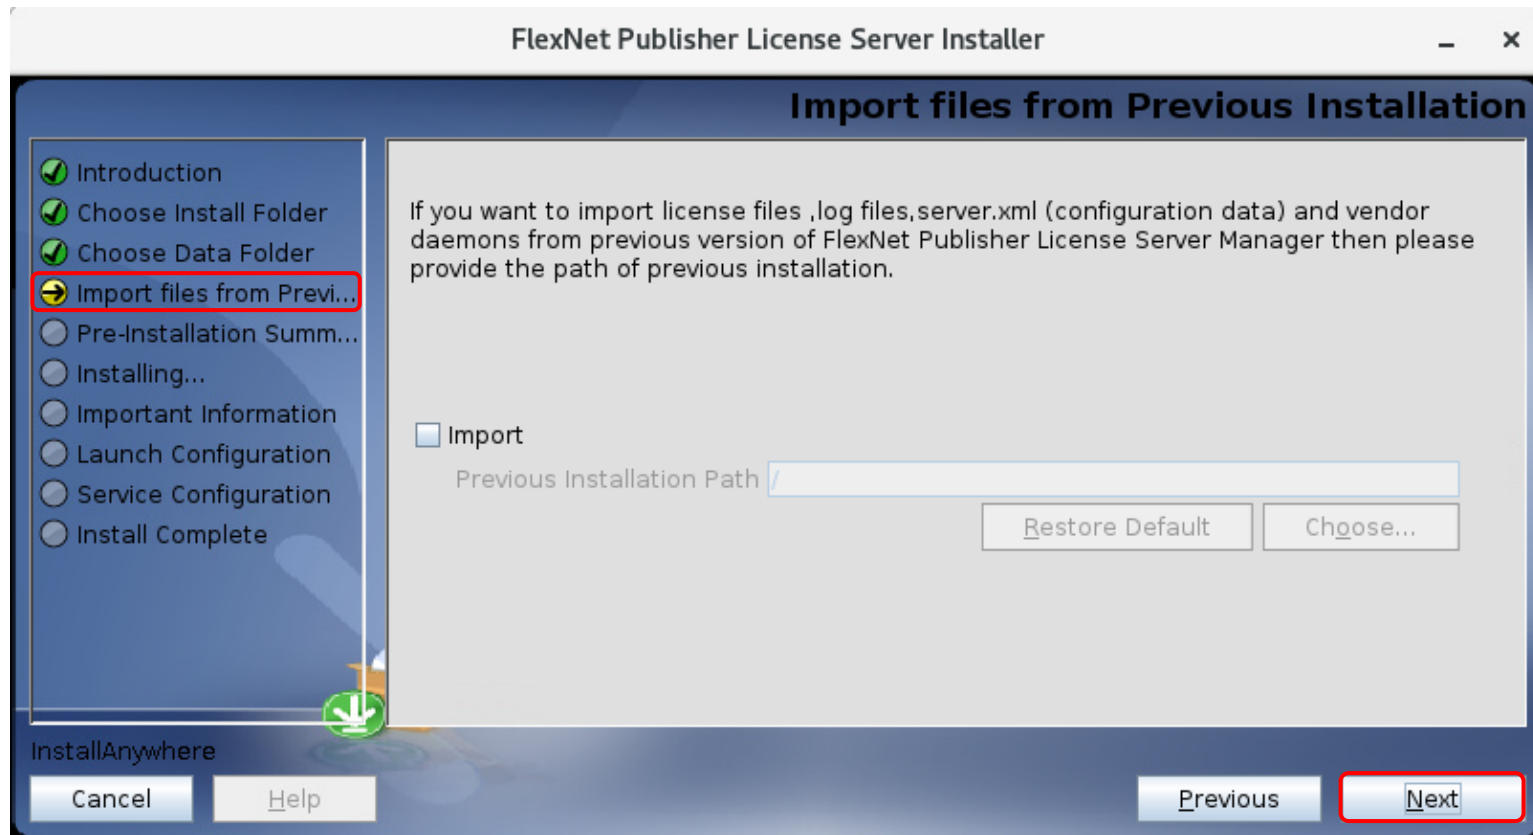 FlexNet Publisher License Server Installer
Import files from Previous Installation
Introduction
Choose Install Folder
Choose Data Folder
Import files from Previ...
Pre-Installation Summ...
Installing...
Important Information
Launch Configuration
Service Configuration
Install Complete
If you want to import license files ,log files,server.xml (configuration data) and vendor
daemons from previous version of FlexNet Publisher License Server Manager then please
provide the path of previous installation.
Import
Previous Installation Path /
Restore Default Choose...
InstallAnywhere
Cancel Help Previous Next